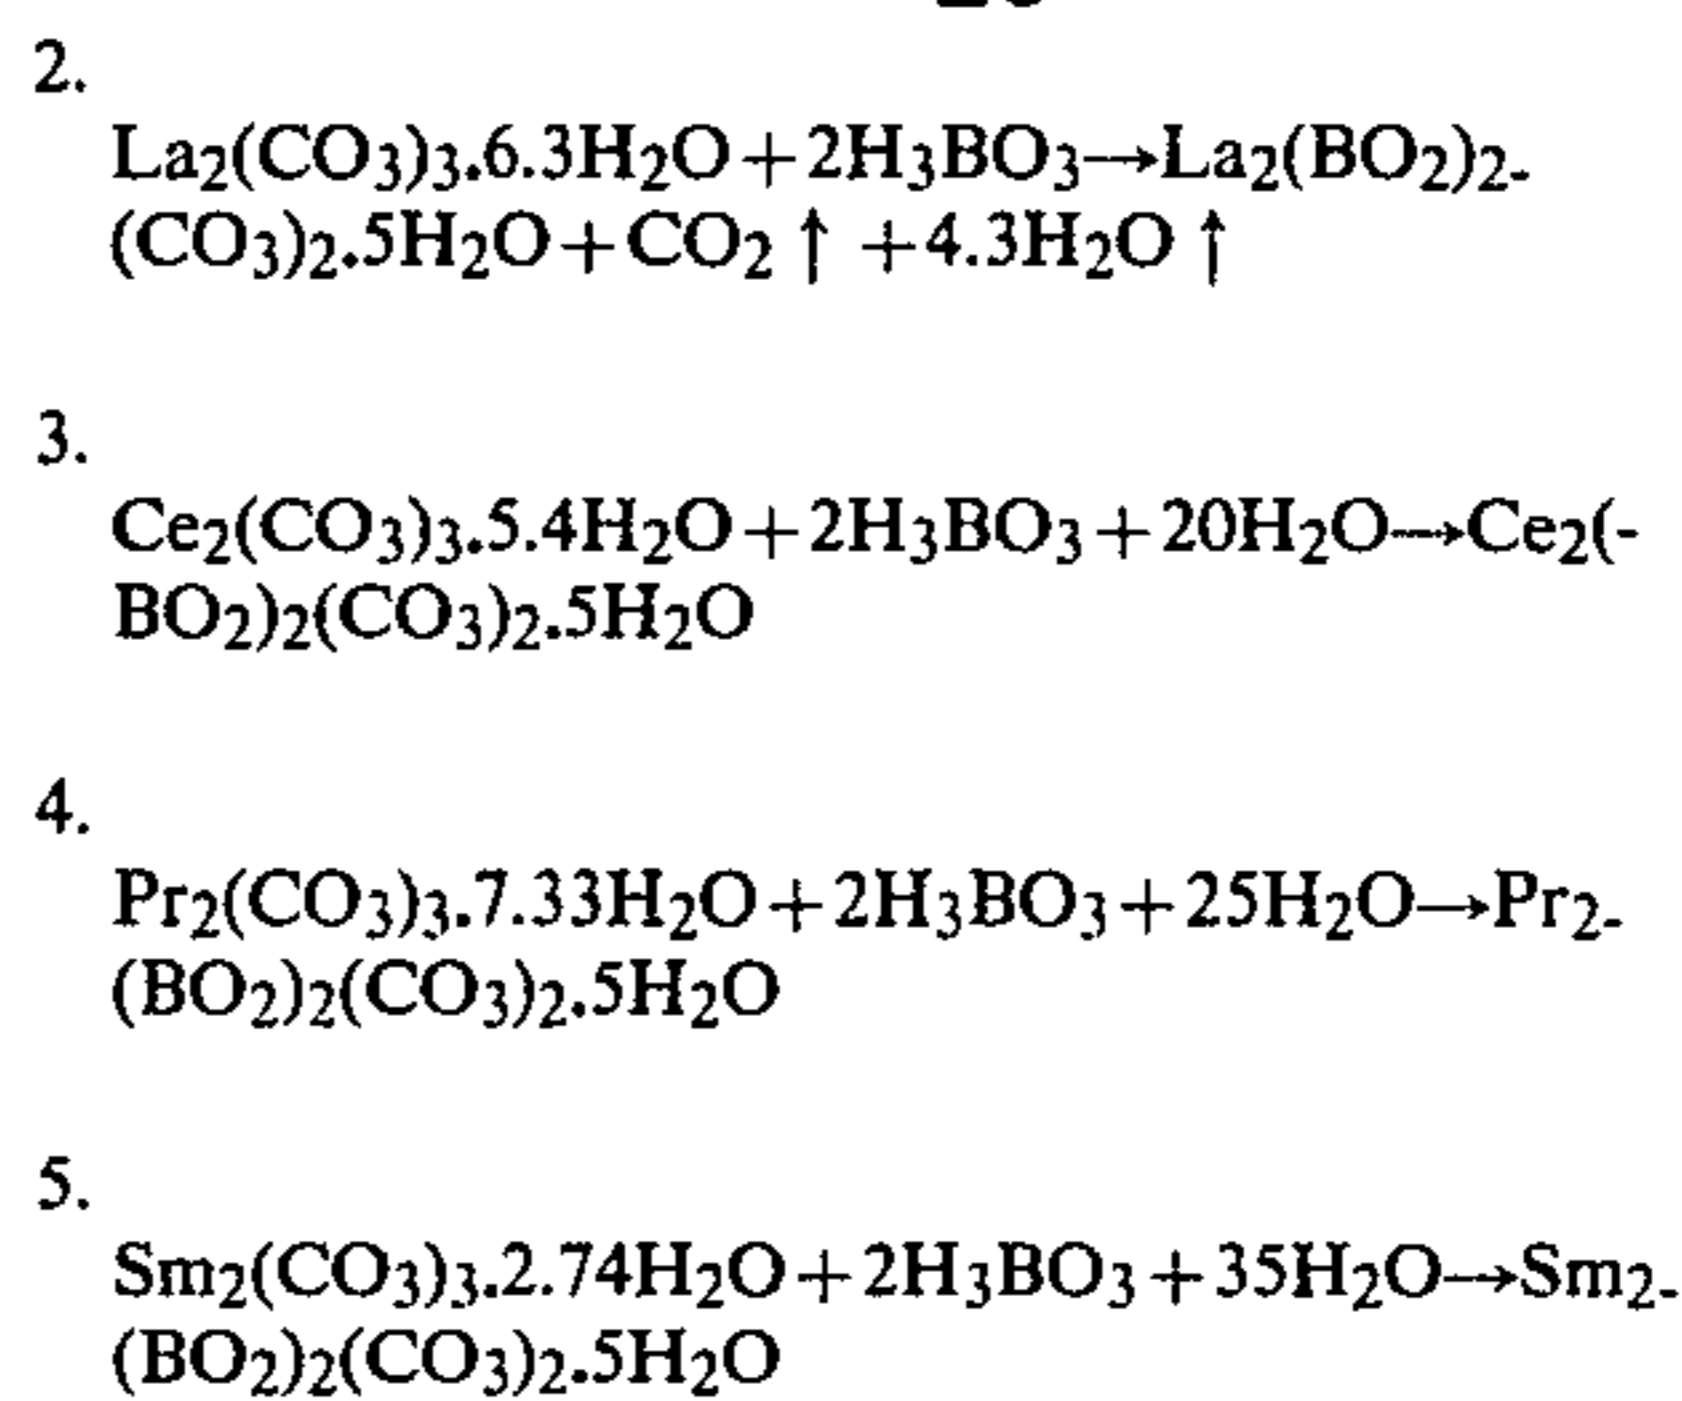 2.
La2(CO3)3.6.3H2O+2H3BO3→La2(BO2)2-
(CO3)2.5H2O+CO2↑ +4.3H2O↑
3.
Ce2(CO3)3.5.4H2O+2H3BO3+20H2O→Ce2(-
BO2)2(CO3)2.5H2O
4.
Pr2(CO3)3.7.33H2O+2H3BO3+25H2O→Pr2-
(BO2)2(CO3)2.5H2O
5.
Sm2(CO3)3.2.74H2O+2H3BO3+35H2O→Sm2-
(BO2)2(CO3)2.5H2O